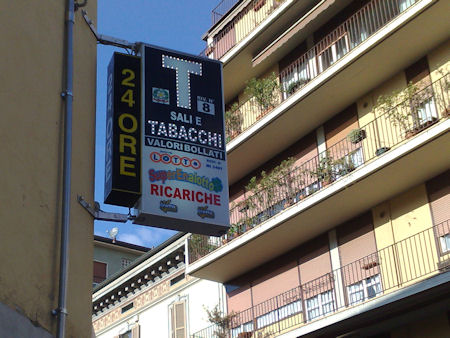 24 ORE
T
RIV. N° 8
SALI E
TABACCHI
VALORI BOLLATI
LOTTO
SuperEnalotto
RICARICHE